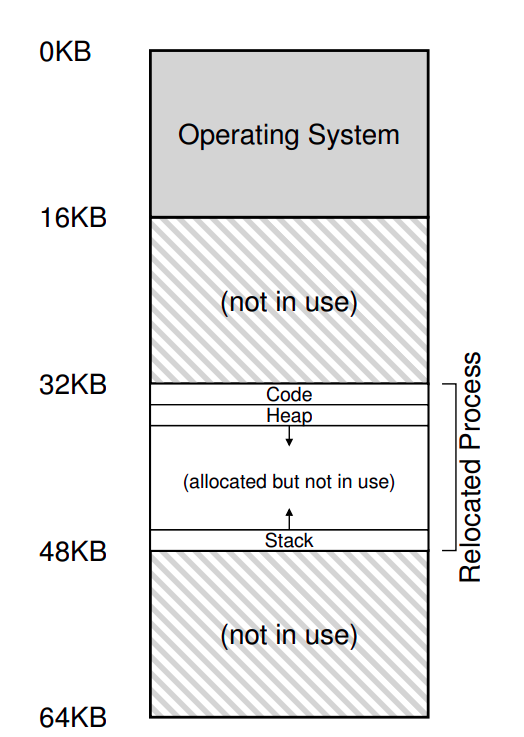 0KB
Operating System
16KB
(not in use)
32KB
Code
Heap
(allocated but not in use)
Stack
Relocated Process
48KB
(not in use)
64KB